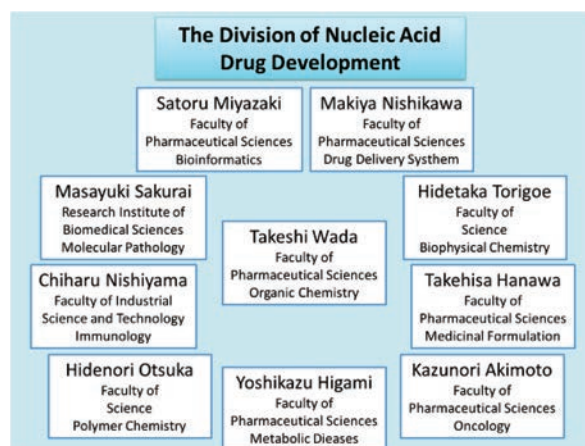 The Division of Nucleic Acid
Drug Development
Satoru Miyazaki
Faculty of
Pharmaceutical Sciences
Bioinformatics
Makiya Nishikawa
Faculty of
Pharmaceutical Sciences
Drug Delivery Systhem
Masayuki Sakurai
Research Institute of
Biomedical Sciences
Molecular Pathology
Hidetaka Torigoe
Faculty of
Science
Biophysical Chemistry
Takeshi Wada
Faculty of
Pharmaceutical Sciences
Organic Chemistry
Chiharu Nishiyama
Faculty of Industrial
Science and Technology
Immunology
Takehisa Hanawa
Faculty of
Pharmaceutical Sciences
Medicinal Formulation
Hidenori Otsuka
Faculty of
Science
Polymer Chemistry
Yoshikazu Higami
Faculty of
Pharmaceutical Sciences
Metabolic Dieases
Kazunori Akimoto
Faculty of
Pharmaceutical Sciences
Oncology